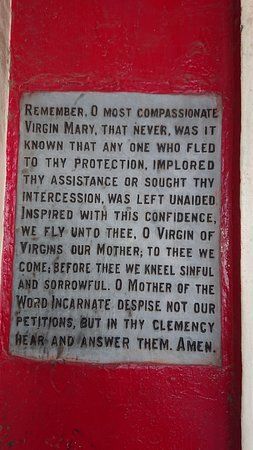 REMEMBER, O MOST COMPASSIONATE
VIRGIN MARY, THAT NEVER, WAS IT
KNOWN THAT ANY ONE WHO FLED
TO THY PROTECTION, IMPLORED
THY ASSISTANCE OR SOUGHT THY
INTERCESSION, WAS LEFT UNAIDED
INSPIRED WITH THIS CONFIDENCE,
WE FLY UNTO THEE, O VIRGIN OF
VIRGINS OUR MOTHER; TO THEE WE
COME; BEFORE THEE WE KNEEL SINFUL
AND SORROWFUL. O MOTHER OF THE
WORD INCARNATE DESPISE NOT OUR
PETITIONS, BUT IN THY CLEMENCY
HEAR AND ANSWER THEM. AMEN.